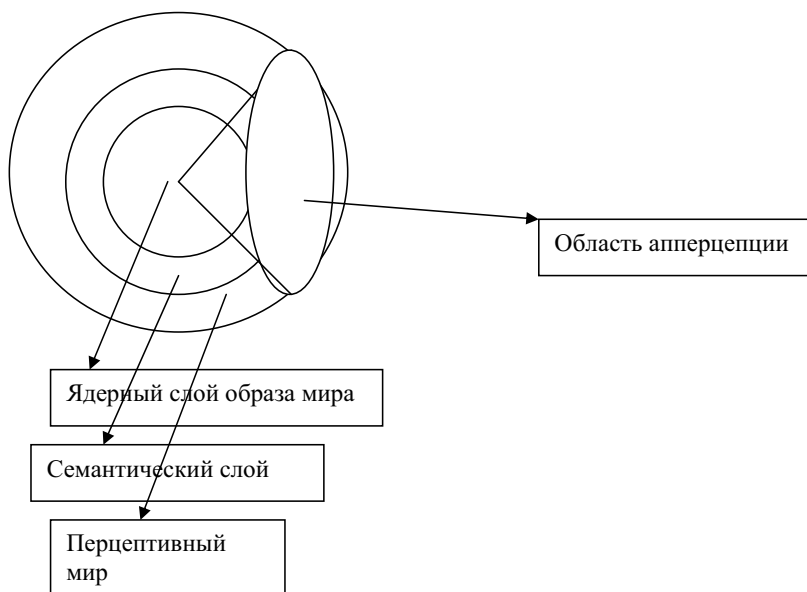 Область апперцепции
Ядерный слой образа мира
Семантический слой
Перцептивный
мир